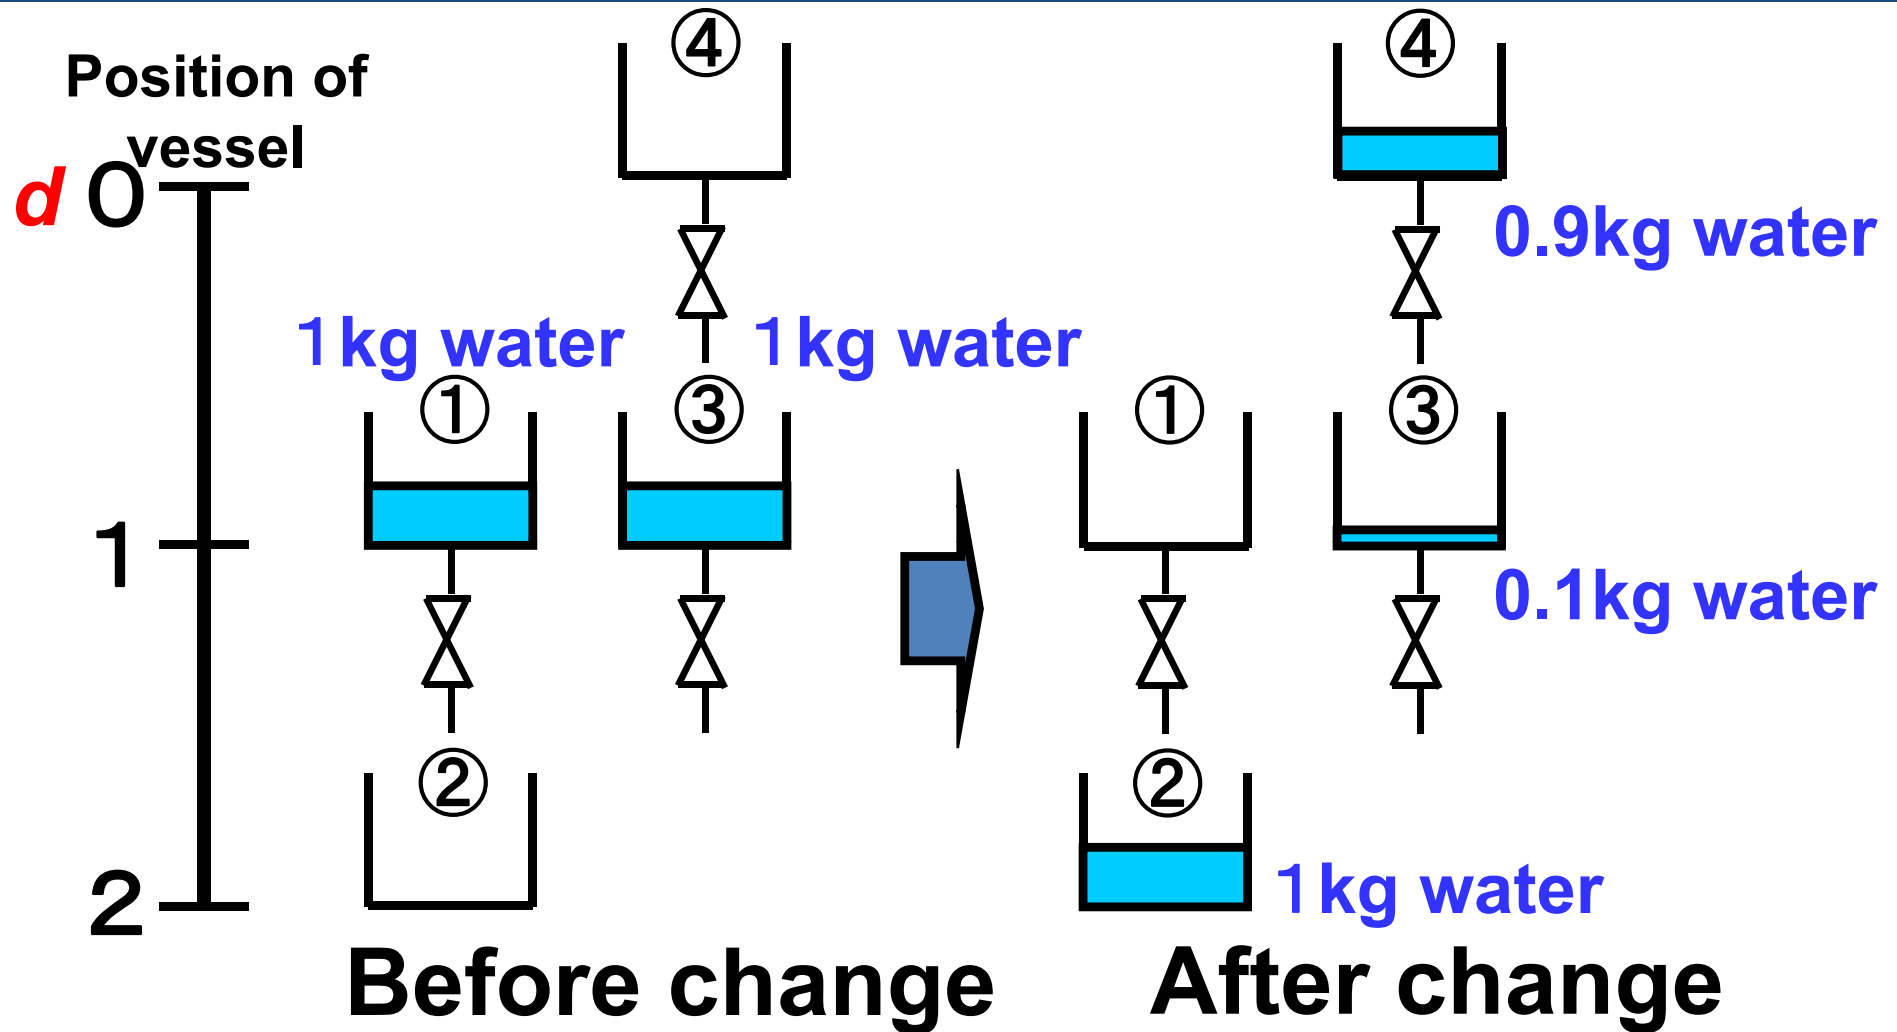 Position of
vessel
d 0
1
2
④
1kg water
1kg water
①
③
②
Before change
④
0.9kg water
①
③
0.1kg water
②
1kg water
After change